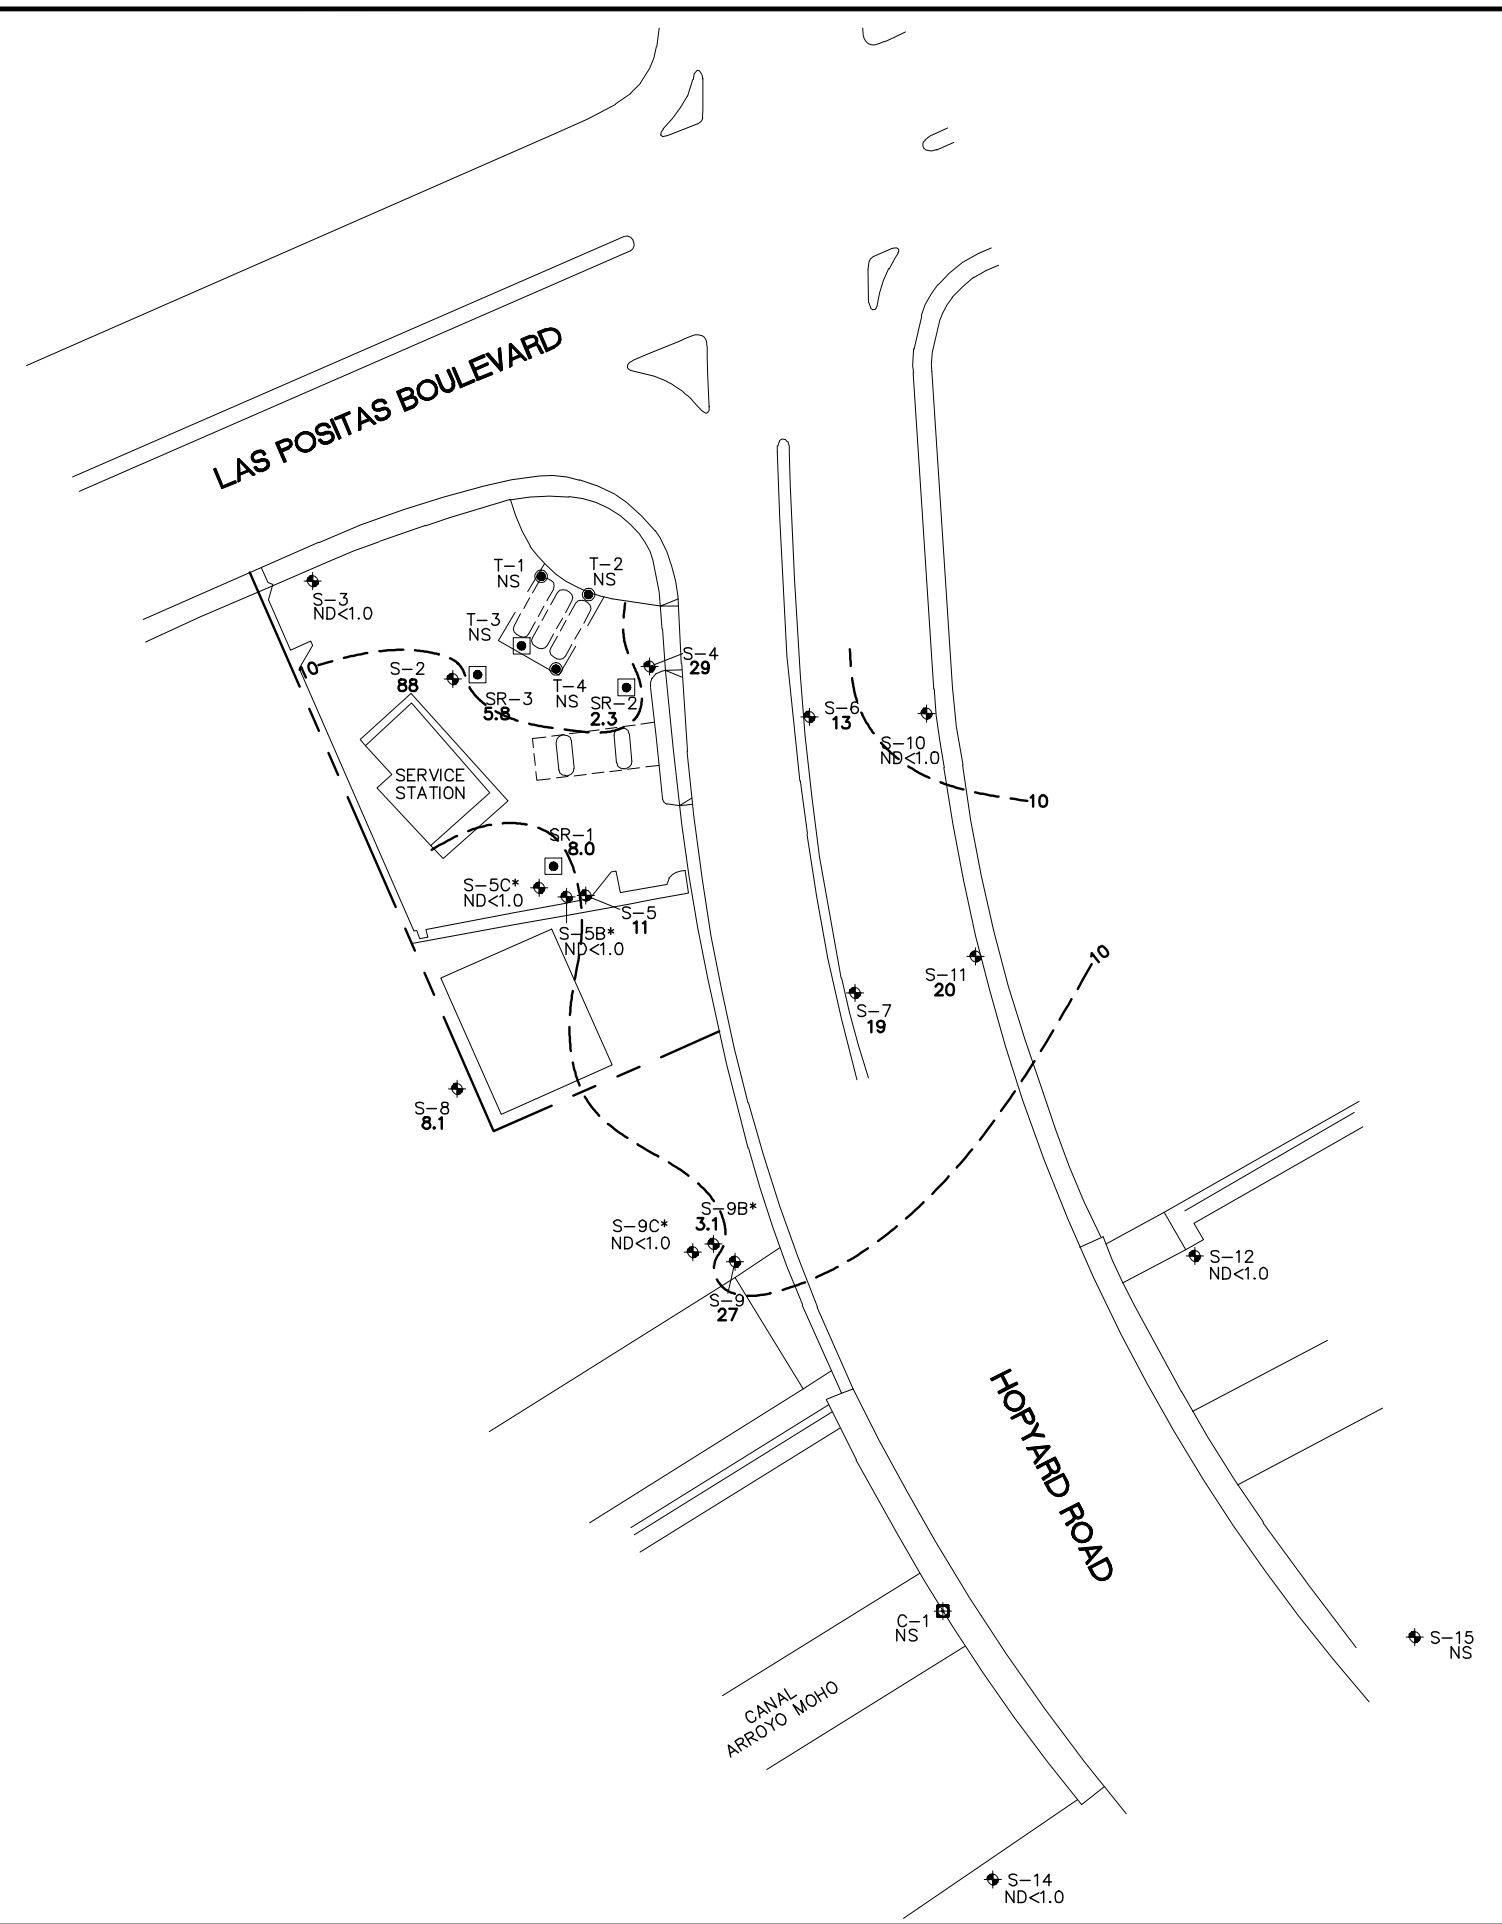 LAS POSITAS BOULEVARD
T-1
NS
T-2
NS
S-3
ND<1.0
T-3
NS
S-4
29
10
S-2
88
T-4
NS
SR-3
5.8
SR-2
2.3
S-6
13
S-10
ND<1.0
SERVICE
STATION
10
SR-1
8.0
S-5C*
ND<1.0
S-5
11
S-5B*
ND<1.0
10
S-11
20
S-7
19
S-8
8.1
S-9B*
3.1
S-9C*
ND<1.0
S-12
ND<1.0
S-9
27
HOPYARD ROAD
C-1
NS
S-15
NS
CANAL
ARROYO MOHO
S-14
ND<1.0